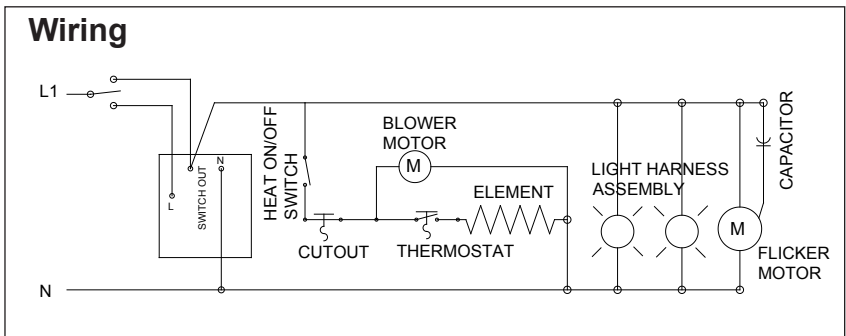 Wiring
L1
L
SWITCH OUT
N
HEAT ON/OFF
SWITCH
BLOWER
MOTOR
M
CUTOUT
THERMOSTAT
ELEMENT
LIGHT HARNESS
ASSEMBLY
M
CAPACITOR
FLICKER
MOTOR
N